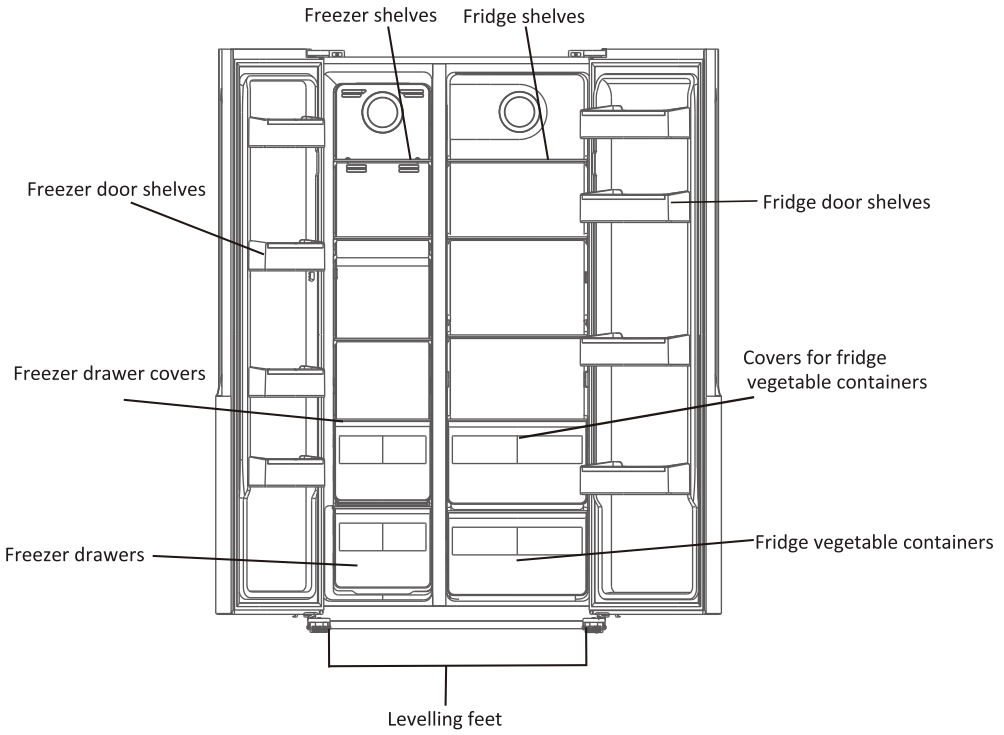 Freezer shelves
Fridge shelves
Freezer door shelves
Fridge door shelves
Covers for fridge
vegetable containers
Freezer drawer covers
Fridge vegetable containers
Freezer drawers
Levelling feet